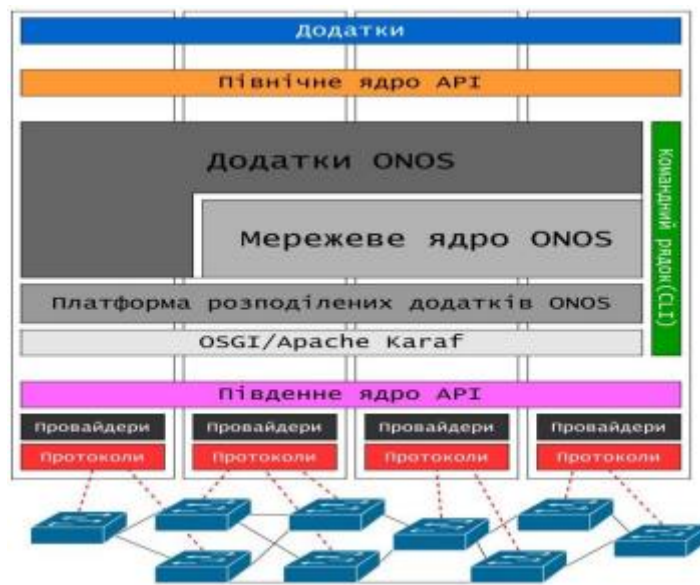 Додатки
Північне ядро API
Додатки ONOS
Командний рядок(CLI)
Мережеве ядро ONOS
Платформа розподілених додатків ONOS
OSGI/Apache Karaf
Південне ядро API
Провайдери Провайдери Провайдери Провайдери
Протоколи Протоколи Протоколи Протоколи